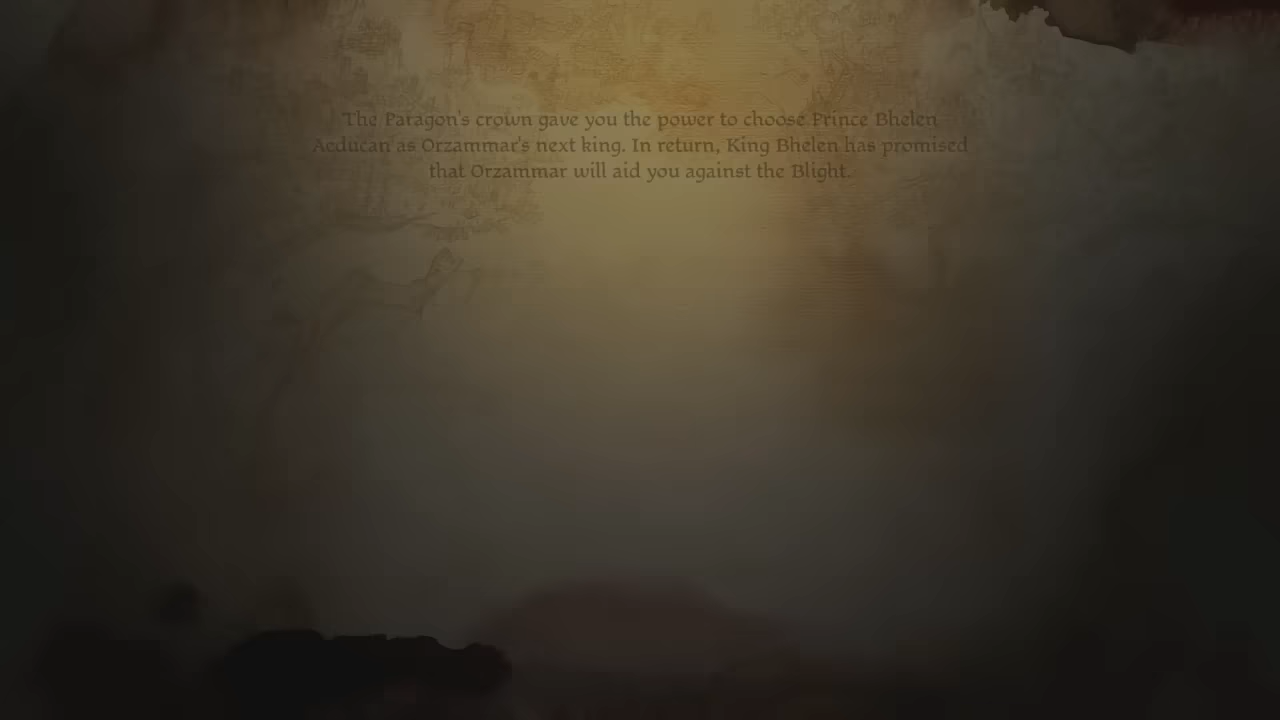 The Paragon's crown gave you the power to choose Prince Bhelen
Aeducan as Orzammar's next king. In return, King Bhelen has promised
that Orzammar will aid you against the Blight.